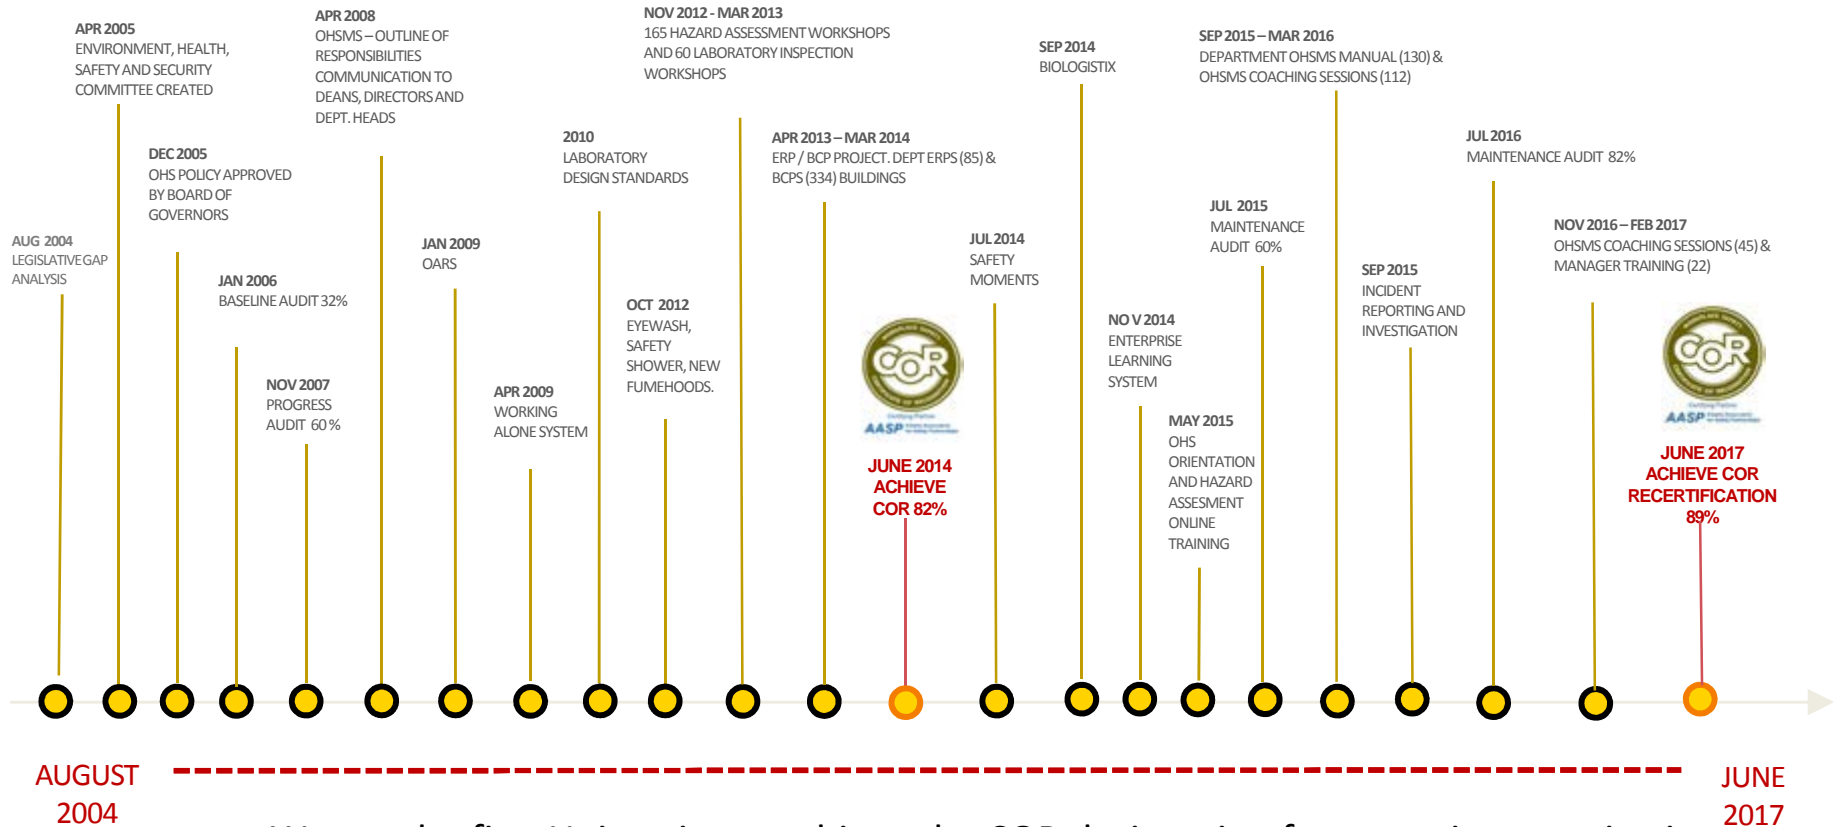 AUG 2004
LEGISLATIVE GAP
ANALYSIS
APR 2005
ENVIRONMENT, HEALTH,
SAFETY AND SECURITY
COMMITTEE CREATED
DEC 2005
OHS POLICY APPROVED
BY BOARD OF
GOVERNORS
JAN 2006
BASELINE AUDIT 32%
NOV 2007
PROGRESS
AUDIT 60 %
APR 2008
OHSMS – OUTLINE OF
RESPONSIBILITIES
COMMUNICATION TO
DEANS, DIRECTORS AND
DEPT. HEADS
JAN 2009
OARS
APR 2009
WORKING
ALONE SYSTEM
2010
LABORATORY
DESIGN STANDARDS
OCT 2012
EYEWASH,
SAFETY
SHOWER, NEW
FUMEHOODS.
NOV 2012 - MAR 2013
165 HAZARD ASSESSMENT WORKSHOPS
AND 60 LABORATORY INSPECTION
WORKSHOPS
APR 2013 – MAR 2014
ERP / BCP PROJECT. DEPT ERPS (85) &
BCPS (334) BUILDINGS
COR
AASP
JUNE 2014
ACHIEVE
COR 82%
JUL 2014
SAFETY
MOMENTS
SEP 2014
BIOLOGISTIX
NO V 2014
ENTERPRISE
LEARNING
SYSTEM
MAY 2015
OHS
ORIENTATION
AND HAZARD
ASSESMENT
ONLINE
TRAINING
JUL 2015
MAINTENANCE
AUDIT 60%
SEP 2015 – MAR 2016
DEPARTMENT OHSMS MANUAL (130) &
OHSMS COACHING SESSIONS (112)
SEP 2015
INCIDENT
REPORTING AND
INVESTIGATION
JUL 2016
MAINTENANCE AUDIT 82%
NOV 2016 – FEB 2017
OHSMS COACHING SESSIONS (45) &
MANAGER TRAINING (22)
COR
AASP
JUNE 2017
ACHIEVE COR
RECERTIFICATION
89%
AUGUST
2004
JUNE
2017